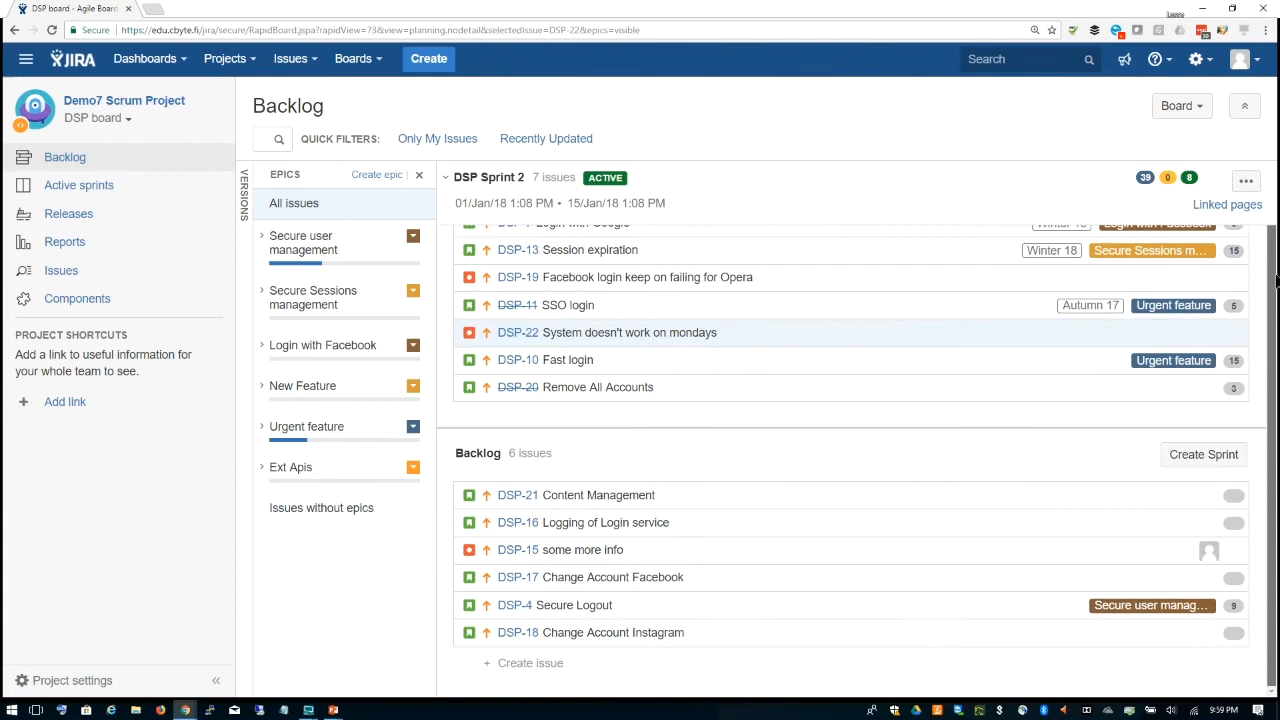 DSP board - Agile Board
Secure
https://edu.cbyte.fi/jira/secure/RapidBoard.jspa?rapidView=73&view=planning.nodetail&selectedIssue=DSP-22&epics=visible
JIRA Dashboards Projects Issues Boards Create Search
Demo7 Scrum Project
DSP board
Backlog
Active sprints
Releases
Reports
Issues
Components
PROJECT SHORTCUTS
Add a link to useful information for
your whole team to see.
+ Add link
Project settings
Backlog
Board
QUICK FILTERS: Only My Issues Recently Updated
VERSIONS
EPICS Create epic
All issues
Secure user
management
Secure Sessions
management
Login with Facebook
New Feature
Urgent feature
Ext Apis
Issues without epics
DSP Sprint 2 7 issues ACTIVE 39 0 8
01/Jan/18 1:08 PM • 15/Jan/18 1:08 PM Linked pages
Login with Google Winter 18 Login with Facebook
DSP-13 Session expiration Winter 18 Secure Sessions m... 15
DSP-19 Facebook login keep on failing for Opera
DSP-11 SSO login Autumn 17 Urgent feature 5
DSP-22 System doesn't work on mondays
DSP-10 Fast login Urgent feature 15
DSP-20 Remove All Accounts 3
Backlog 6 issues Create Sprint
DSP-21 Content Management
DSP-16 Logging of Login service
DSP-15 some more info
DSP-17 Change Account Facebook
DSP-4 Secure Logout Secure user manag... 9
DSP-18 Change Account Instagram
+ Create issue
9:59 PM